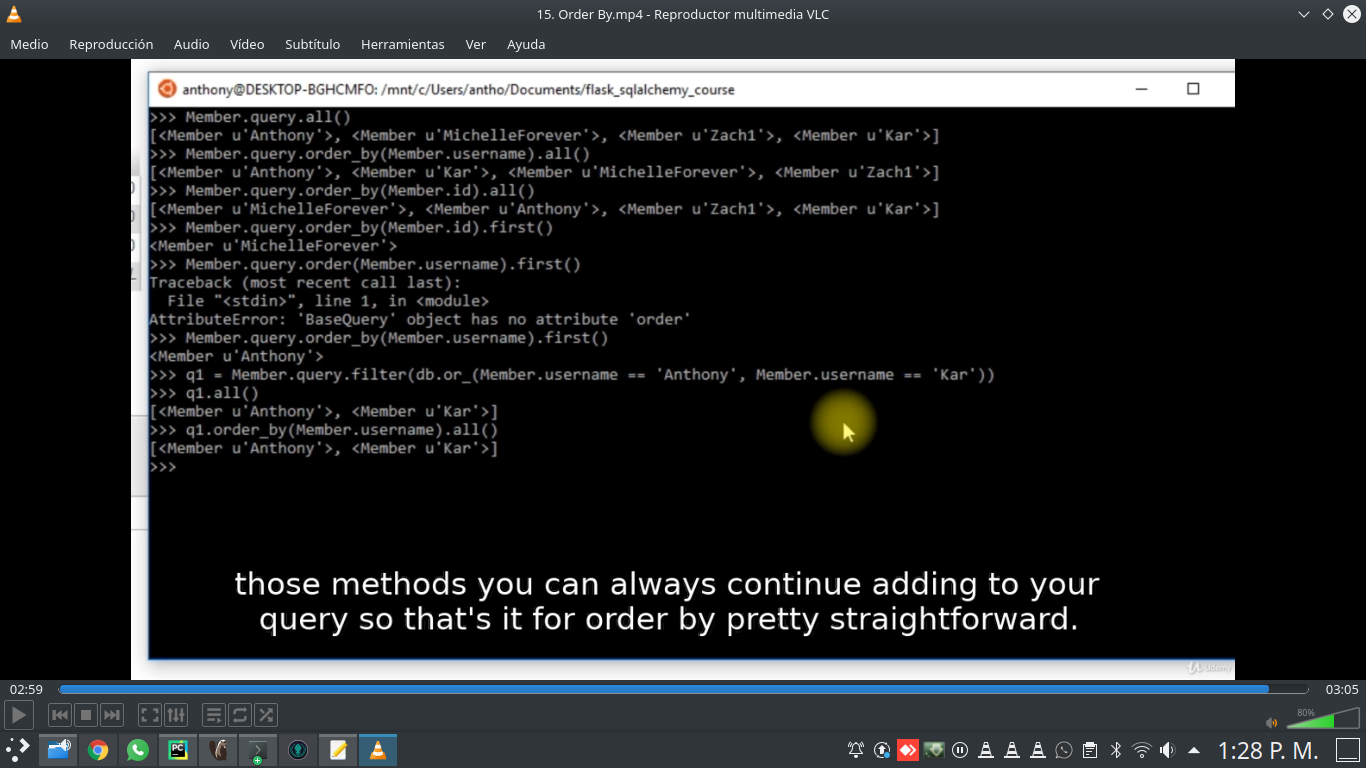 15. Order By.mp4 - Reproductor multimedia VLC
Medio Reproducción Audio Vídeo Subtítulo Herramientas Ver Ayuda
anthony@DESKTOP-BGHCMFO: /mnt/c/Users/antho/Documents/flask_sqlalchemy_course
>>> Member.query.all()
[<Member u'Anthony'>, <Member u'MichelleForever'>, <Member u'Zach1'>, <Member u'Kar'>]
>>> Member.query.order_by(Member.username).all()
[<Member u'Anthony'>, <Member u'Kar'>, <Member u'MichelleForever'>, <Member u'Zach1'>]
>>> Member.query.order_by(Member.id).all()
[<Member u'MichelleForever'>, <Member u'Anthony'>, <Member u'Zach1'>, <Member u'Kar'>]
>>> Member.query.order_by(Member.id).first()
<Member u'MichelleForever'>
>>> Member.query.order(Member.username).first()
Traceback (most recent call last):
  File "<stdin>", line 1, in <module>
AttributeError: 'BaseQuery' object has no attribute 'order'
>>> Member.query.order_by(Member.username).first()
<Member u'Anthony'>
>>> q1 = Member.query.filter(db.or_(Member.username == 'Anthony', Member.username == 'Kar'))
>>> q1.all()
[<Member u'Anthony'>, <Member u'Kar'>]
>>> q1.order_by(Member.username).all()
[<Member u'Anthony'>, <Member u'Kar'>]
>>>
those methods you can always continue adding to your
query so that's it for order by pretty straightforward.
Udemy
02:59 03:05
80%
PC
1:28 P. M.